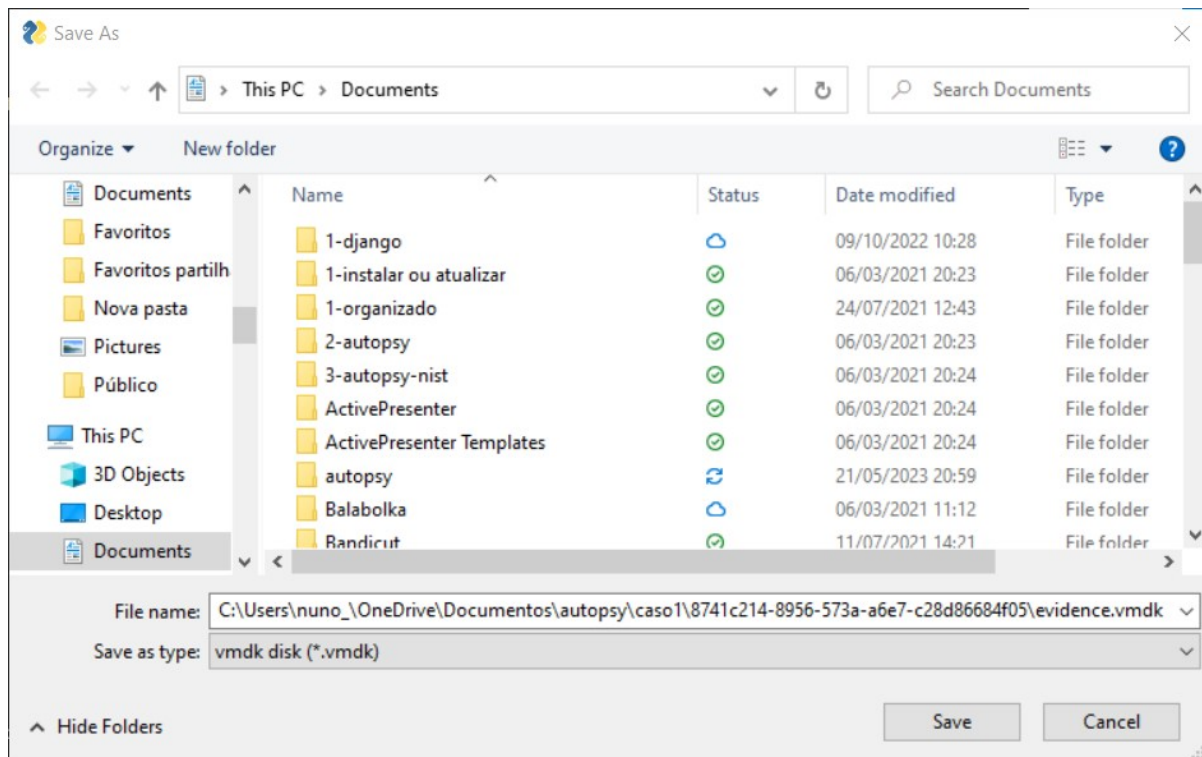 Save As
This PC > Documents
Search Documents
Organize New folder
Documents
Favoritos
Favoritos partilh
Nova pasta
Pictures
Público
This PC
3D Objects
Desktop
Documents
Name Status Date modified Type
1-django 09/10/2022 10:28 File folder
1-instalar ou atualizar 06/03/2021 20:23 File folder
1-organizado 24/07/2021 12:43 File folder
2-autopsy 06/03/2021 20:23 File folder
3-autopsy-nist 06/03/2021 20:24 File folder
ActivePresenter 06/03/2021 20:24 File folder
ActivePresenter Templates 06/03/2021 20:24 File folder
autopsy 21/05/2023 20:59 File folder
Balabolka 06/03/2021 11:12 File folder
Bandicut 11/07/2021 14:21 File folder
File name: C:\Users\nuno_\OneDrive\Documentos\autopsy\caso1\8741c214-8956-573a-a6e7-c28d86684f05\evidence.vmdk
Save as type: vmdk disk (*.vmdk)
Hide Folders
Save Cancel